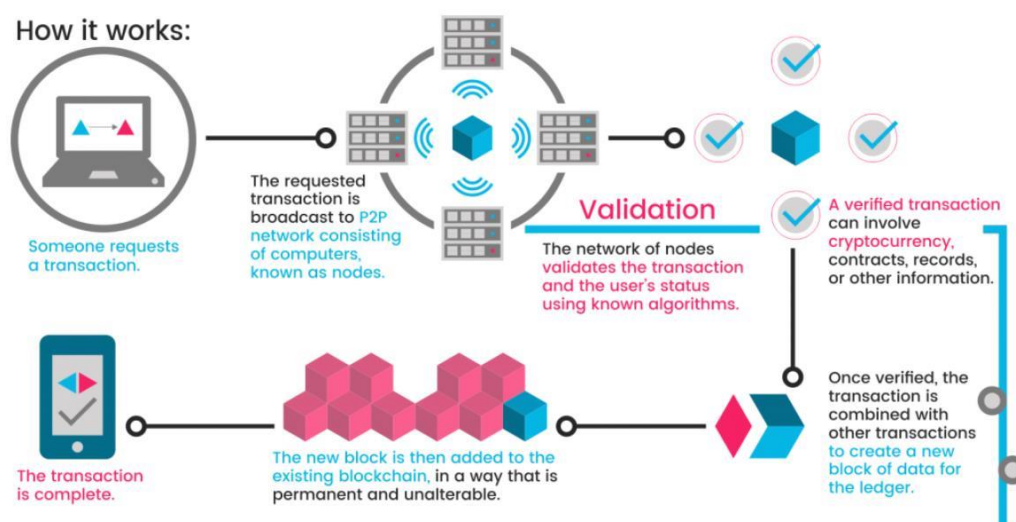 How it works:
Someone requests
a transaction.
The requested
transaction is
broadcast to P2P
network consisting
of computers,
known as nodes.
Validation
The network of nodes
validates the transaction
and the user's status
using known algorithms.
A verified transaction
can involve
cryptocurrency,
contracts, records,
or other information.
Once verified, the
transaction is
combined with
other transactions
to create a new
block of data for
the ledger.
The new block is then added to the
existing blockchain, in a way that is
permanent and unalterable.
The transaction
is complete.